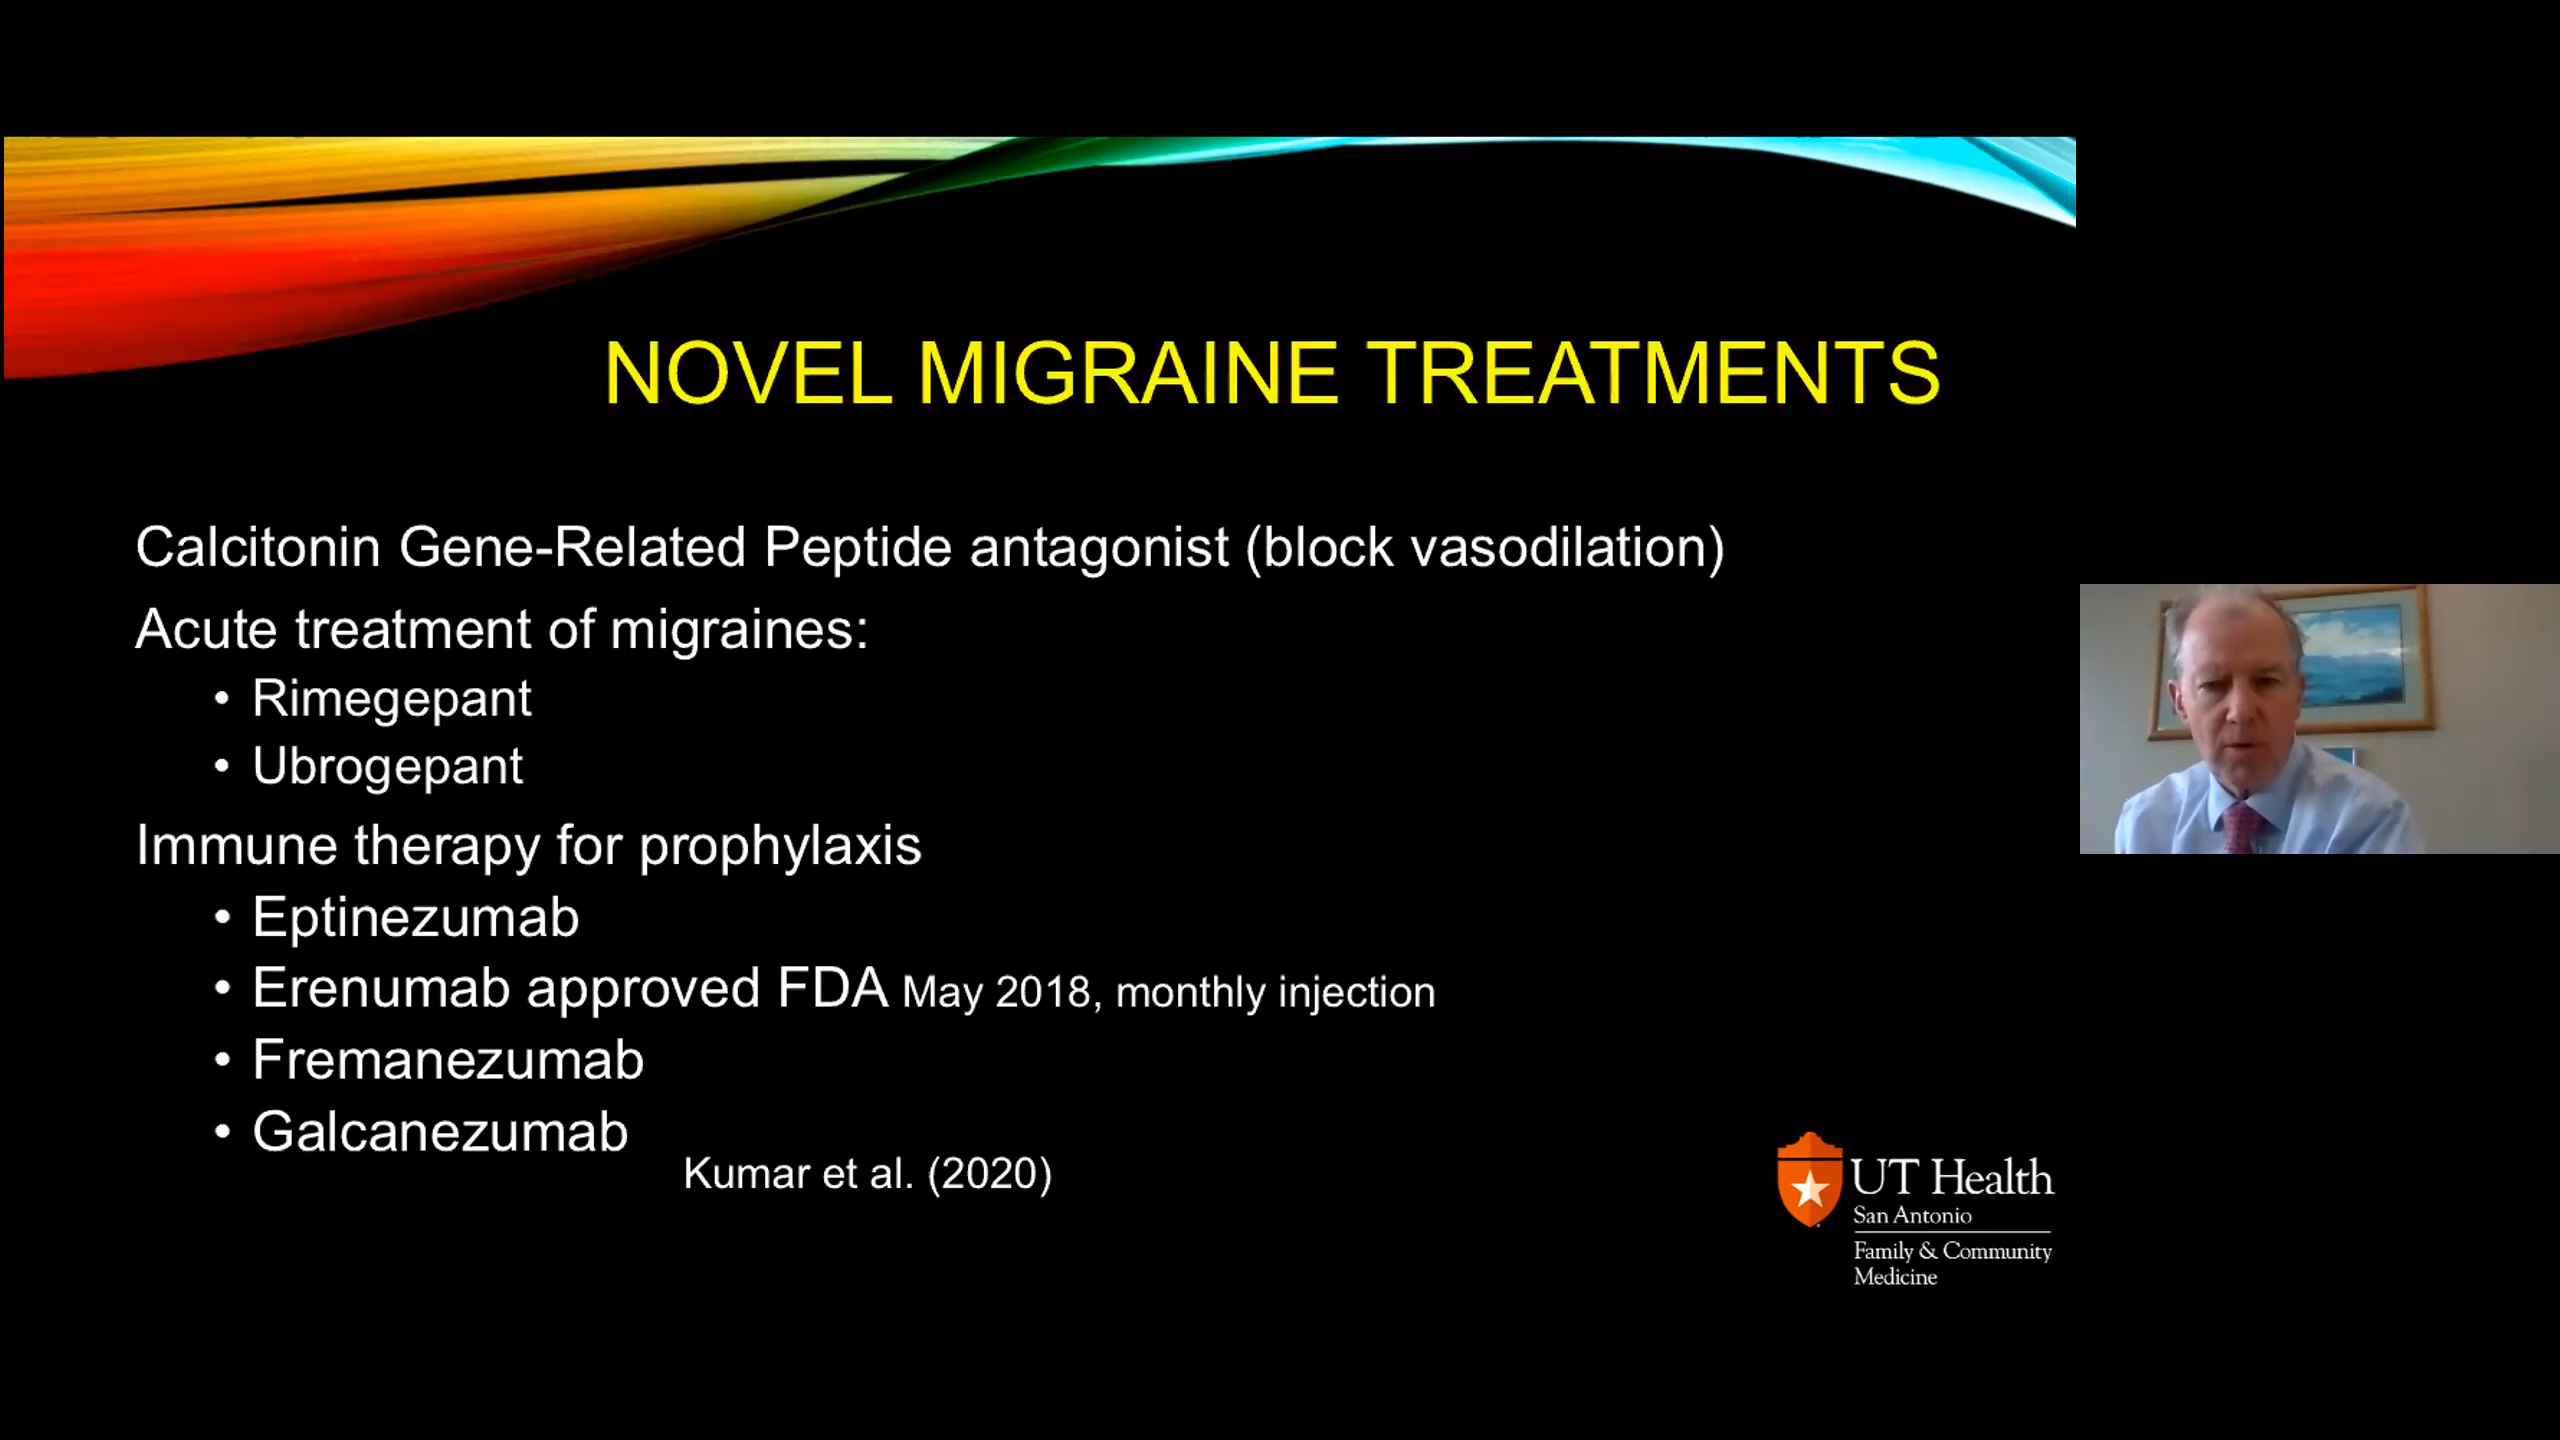 NOVEL MIGRAINE TREATMENTS
Calcitonin Gene-Related Peptide antagonist (block vasodilation)
Acute treatment of migraines:
• Rimegepant
• Ubrogepant
Immune therapy for prophylaxis
• Eptinezumab
• Erenumab approved FDA May 2018, monthly injection
• Fremanezumab
• Galcanezumab
Kumar et al. (2020)
UT Health
San Antonio
Family & Community
Medicine